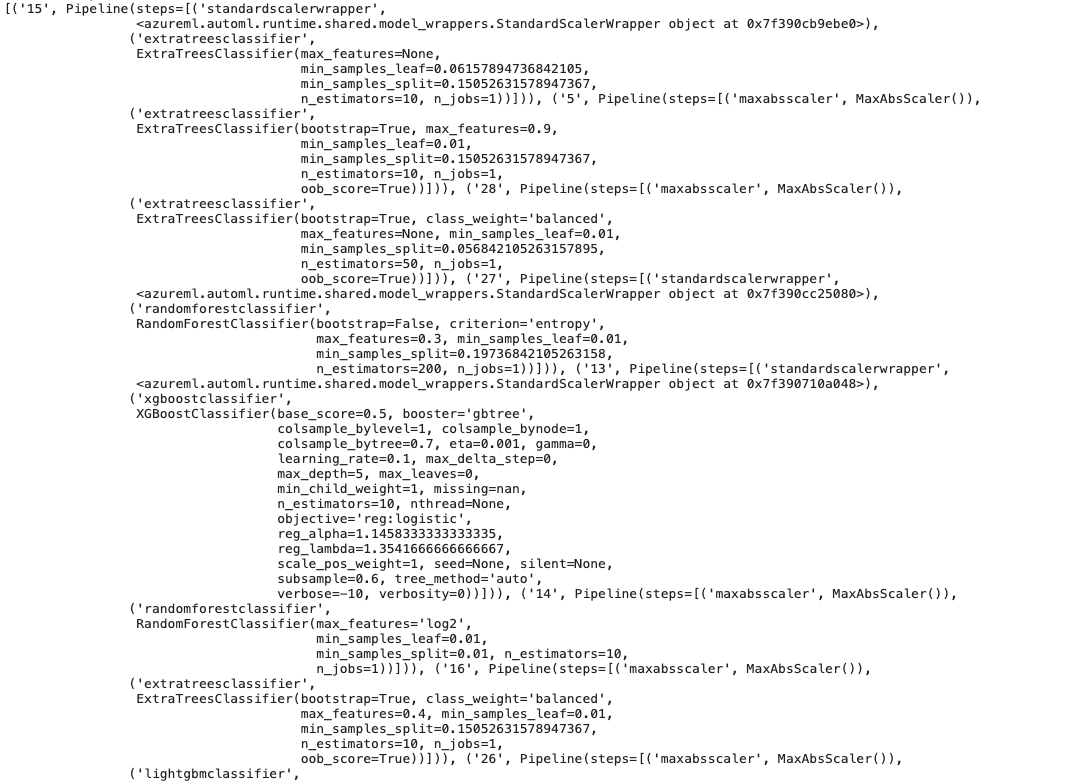 [('15', Pipeline(steps=[('standardscalerwrapper',
                 <azureml.automl.runtime.shared.model_wrappers.StandardScalerWrapper object at 0x7f390cb9ebe0>),
                ('extratreesclassifier',
                 ExtraTreesClassifier(max_features=None,
                                      min_samples_leaf=0.06157894736842105,
                                      min_samples_split=0.15052631578947367,
                                      n_estimators=10, n_jobs=1))])), ('5', Pipeline(steps=[('maxabsscaler', MaxAbsScaler()),
                ('extratreesclassifier',
                 ExtraTreesClassifier(bootstrap=True, max_features=0.9,
                                      min_samples_leaf=0.01,
                                      min_samples_split=0.15052631578947367,
                                      n_estimators=10, n_jobs=1,
                                      oob_score=True))])), ('28', Pipeline(steps=[('maxabsscaler', MaxAbsScaler()),
                ('extratreesclassifier',
                 ExtraTreesClassifier(bootstrap=True, class_weight='balanced',
                                      max_features=None, min_samples_leaf=0.01,
                                      min_samples_split=0.056842105263157895,
                                      n_estimators=50, n_jobs=1,
                                      oob_score=True))])), ('27', Pipeline(steps=[('standardscalerwrapper',
                 <azureml.automl.runtime.shared.model_wrappers.StandardScalerWrapper object at 0x7f390cc25080>),
                ('randomforestclassifier',
                 RandomForestClassifier(bootstrap=False, criterion='entropy',
                                        max_features=0.3, min_samples_leaf=0.01,
                                        min_samples_split=0.19736842105263158,
                                        n_estimators=200, n_jobs=1))])), ('13', Pipeline(steps=[('standardscalerwrapper',
                 <azureml.automl.runtime.shared.model_wrappers.StandardScalerWrapper object at 0x7f390710a048>),
                ('xgboostclassifier',
                 XGBoostClassifier(base_score=0.5, booster='gbtree',
                                   colsample_bylevel=1, colsample_bynode=1,
                                   colsample_bytree=0.7, eta=0.001, gamma=0,
                                   learning_rate=0.1, max_delta_step=0,
                                   max_depth=5, max_leaves=0,
                                   min_child_weight=1, missing=nan,
                                   n_estimators=10, nthread=None,
                                   objective='reg:logistic',
                                   reg_alpha=1.1458333333333335,
                                   reg_lambda=1.3541666666666667,
                                   scale_pos_weight=1, seed=None, silent=None,
                                   subsample=0.6, tree_method='auto',
                                   verbose=-10, verbosity=0))])), ('14', Pipeline(steps=[('maxabsscaler', MaxAbsScaler()),
                ('randomforestclassifier',
                 RandomForestClassifier(max_features='log2',
                                        min_samples_leaf=0.01,
                                        min_samples_split=0.01, n_estimators=10,
                                        n_jobs=1))])), ('16', Pipeline(steps=[('maxabsscaler', MaxAbsScaler()),
                ('extratreesclassifier',
                 ExtraTreesClassifier(bootstrap=True, class_weight='balanced',
                                      max_features=0.4, min_samples_leaf=0.01,
                                      min_samples_split=0.15052631578947367,
                                      n_estimators=10, n_jobs=1,
                                      oob_score=True))])), ('26', Pipeline(steps=[('maxabsscaler', MaxAbsScaler()),
                ('lightgbmclassifier',